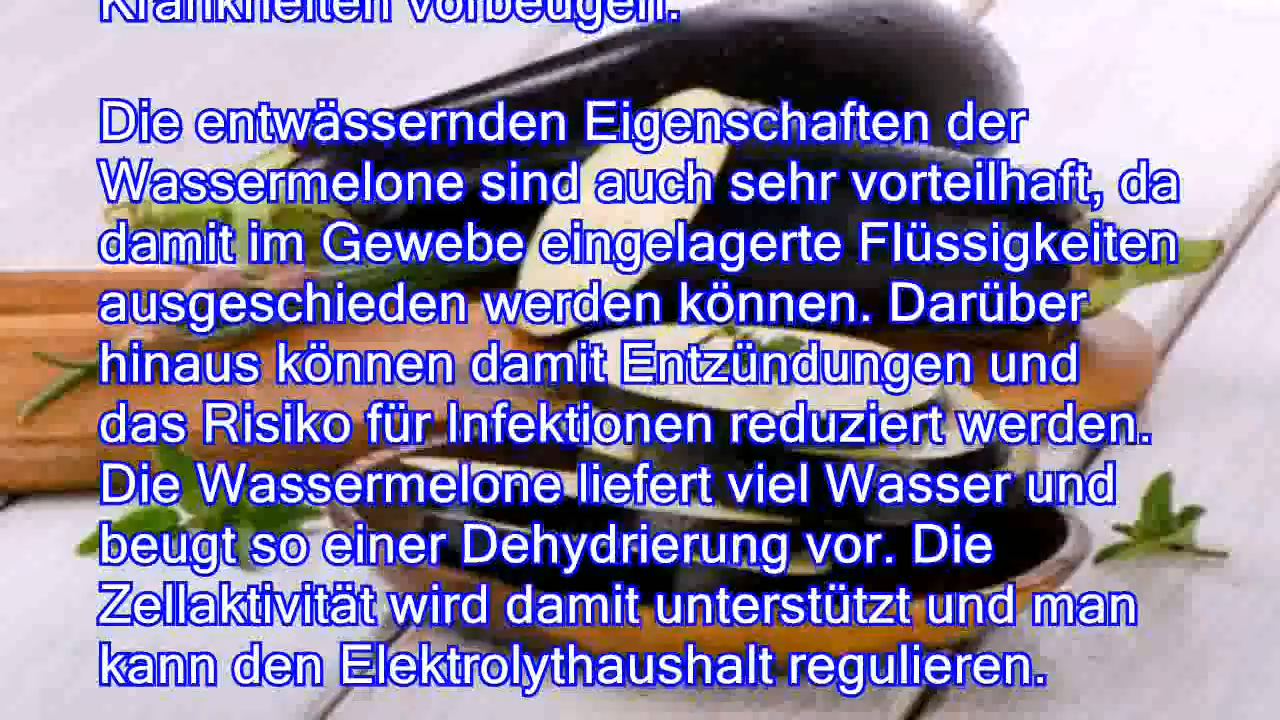 Krankheiten vorbeugen.
Die entwässernden Eigenschaften der
Wassermelone sind auch sehr vorteilhaft, da
damit im Gewebe eingelagerte Flüssigkeiten
ausgeschieden werden können. Darüber
hinaus können damit Entzündungen und
das Risiko für Infektionen reduziert werden.
Die Wassermelone liefert viel Wasser und
beugt so einer Dehydrierung vor. Die
Zellaktivität wird damit unterstützt und man
kann den Elektrolythaushalt regulieren.